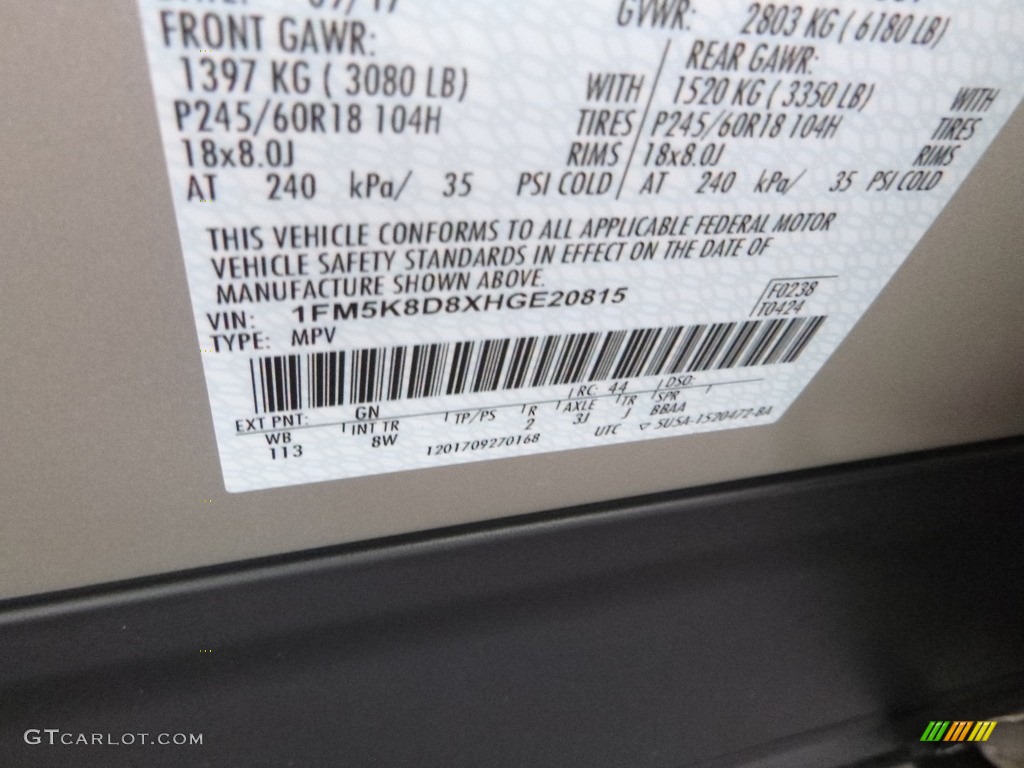 DATE:
GVWR: 2803 KG ( 6180 LB)
FRONT GAWR: REAR GAWR:
1397 KG ( 3080 LB) WITH 1520 KG ( 3350 LB) WITH
P245/60R18 104H TIRES P245/60R18 104H TIRES
18x8.0J RIMS 18x8.0J RIMS
AT 240 kPa/ 35 PSI COLD AT 240 kPa/ 35 PSI COLD
THIS VEHICLE CONFORMS TO ALL APPLICABLE FEDERAL MOTOR
VEHICLE SAFETY STANDARDS IN EFFECT ON THE DATE OF
MANUFACTURE SHOWN ABOVE.
VIN: 1FM5K8D8XHGE20815 F0238
TYPE: MPV T0424
EXT PNT: GN RC: 44 DSO:
WB INT TR TP/PS R AXLE TR SPR
113 8W 2 3J J BBAA
1201709270168 UTC ▽ SUSA-1520472-BA
GTCARLOT.COM